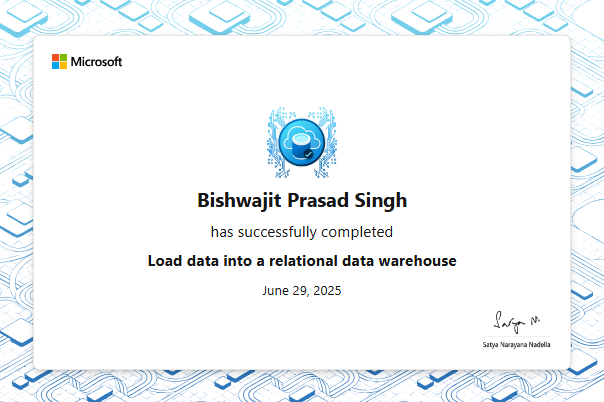 Microsoft
Bishwajit Prasad Singh
has successfully completed
Load data into a relational data warehouse
June 29, 2025
Satya N.
Satya Narayana Nadella